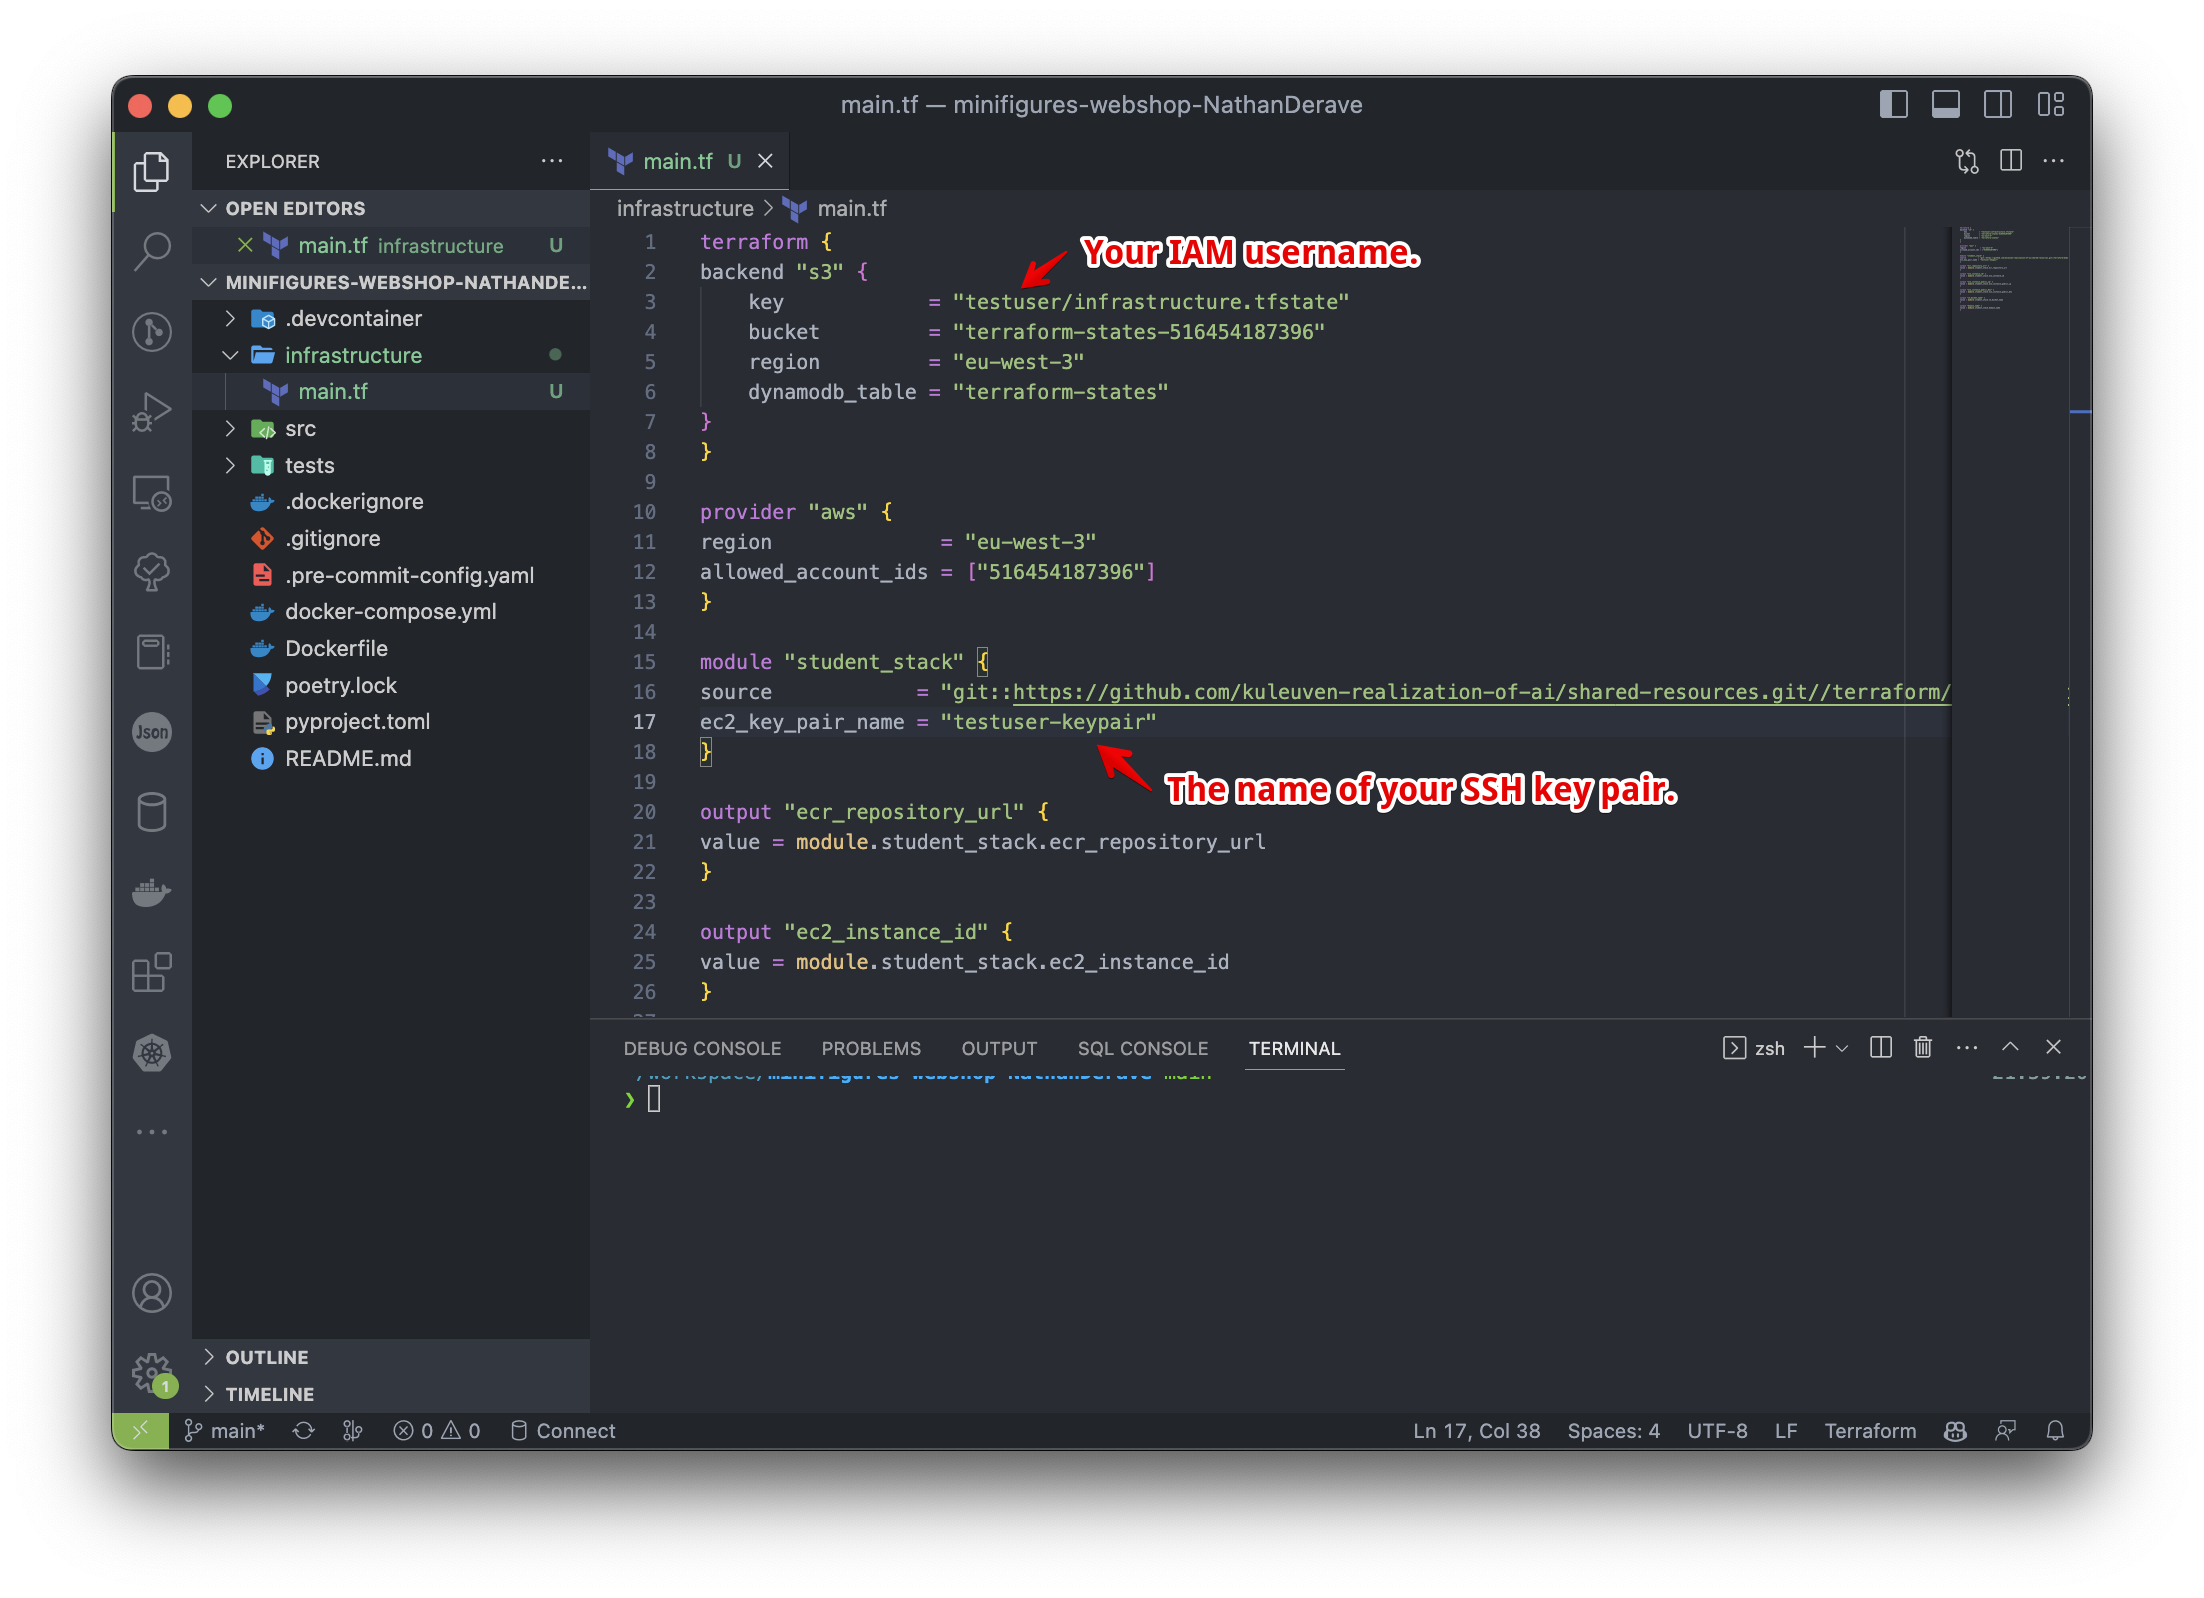 main.tf — minifigures-webshop-NathanDerave
EXPLORER
OPEN EDITORS
main.tf infrastructure U
MINIFIGURES-WEBSHOP-NATHANDE...
.devcontainer
infrastructure
main.tf U
src
tests
.dockerignore
.gitignore
.pre-commit-config.yaml
docker-compose.yml
Dockerfile
poetry.lock
pyproject.toml
README.md
OUTLINE
TIMELINE
Json
1
main.tf U
infrastructure > main.tf
1 terraform {
Your IAM username.
2 backend "s3" {
3 key = "testuser/infrastructure.tfstate"
4 bucket = "terraform-states-516454187396"
5 region = "eu-west-3"
6 dynamodb_table = "terraform-states"
7 }
8 }
9
10 provider "aws" {
11 region = "eu-west-3"
12 allowed_account_ids = ["516454187396"]
13 }
14
15 module "student_stack" {
16 source = "git::https://github.com/kuleuven-realization-of-ai/shared-resources.git//terraform/
17 ec2_key_pair_name = "testuser-keypair"
18 }
The name of your SSH key pair.
19
20 output "ecr_repository_url" {
21 value = module.student_stack.ecr_repository_url
22 }
23
24 output "ec2_instance_id" {
25 value = module.student_stack.ec2_instance_id
26 }
DEBUG CONSOLE PROBLEMS OUTPUT SQL CONSOLE TERMINAL zsh
~/workspace/minifigures-webshop-NathanDerave main
❯
main* 0 0 Connect Ln 17, Col 38 Spaces: 4 UTF-8 LF Terraform